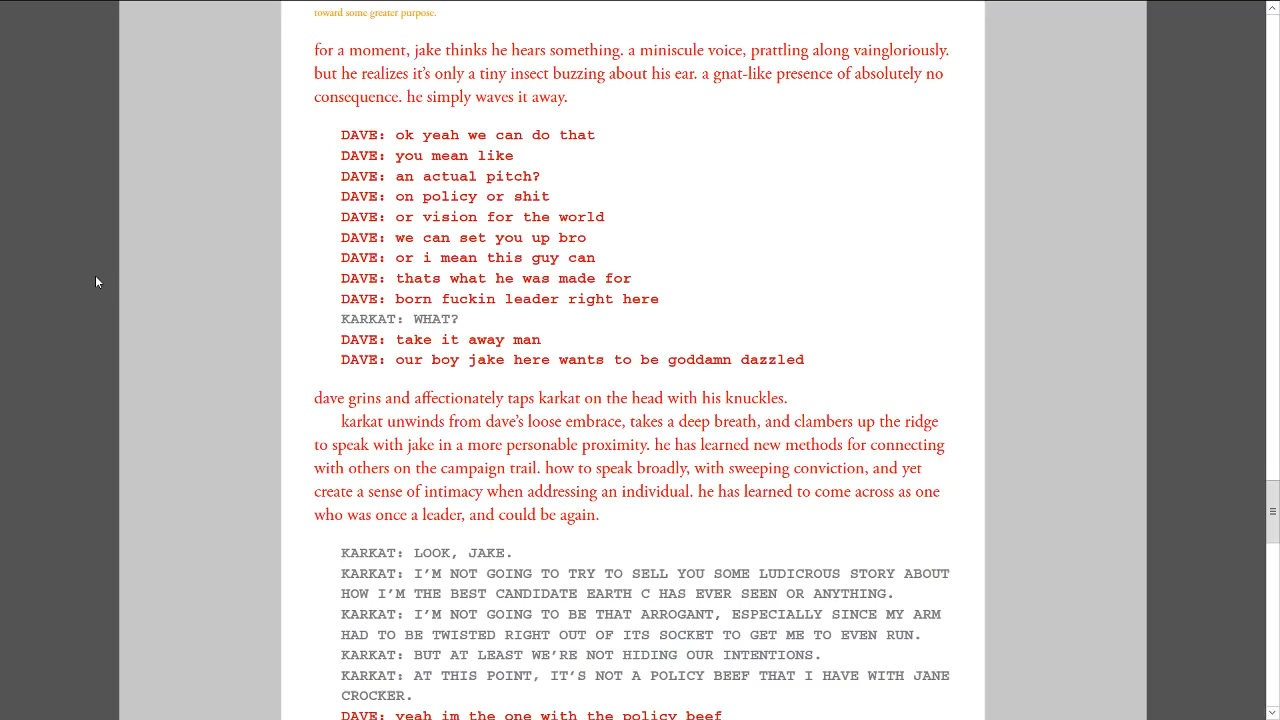 toward some greater purpose.
for a moment, jake thinks he hears something. a miniscule voice, prattling along vaingloriously.
but he realizes it’s only a tiny insect buzzing about his ear. a gnat-like presence of absolutely no
consequence. he simply waves it away.
DAVE: ok yeah we can do that
DAVE: you mean like
DAVE: an actual pitch?
DAVE: on policy or shit
DAVE: or vision for the world
DAVE: we can set you up bro
DAVE: or i mean this guy can
DAVE: thats what he was made for
DAVE: born fuckin leader right here
KARKAT: WHAT?
DAVE: take it away man
DAVE: our boy jake here wants to be goddamn dazzled
dave grins and affectionately taps karkat on the head with his knuckles.
karkat unwinds from dave’s loose embrace, takes a deep breath, and clambers up the ridge
to speak with jake in a more personable proximity. he has learned new methods for connecting
with others on the campaign trail. how to speak broadly, with sweeping conviction, and yet
create a sense of intimacy when addressing an individual. he has learned to come across as one
who was once a leader, and could be again.
KARKAT: LOOK, JAKE.
KARKAT: I’M NOT GOING TO TRY TO SELL YOU SOME LUDICROUS STORY ABOUT
HOW I’M THE BEST CANDIDATE EARTH C HAS EVER SEEN OR ANYTHING.
KARKAT: I’M NOT GOING TO BE THAT ARROGANT, ESPECIALLY SINCE MY ARM
HAD TO BE TWISTED RIGHT OUT OF ITS SOCKET TO GET ME TO EVEN RUN.
KARKAT: BUT AT LEAST WE’RE NOT HIDING OUR INTENTIONS.
KARKAT: AT THIS POINT, IT’S NOT A POLICY BEEF THAT I HAVE WITH JANE
CROCKER.
DAVE: yeah im the one with the policy beef